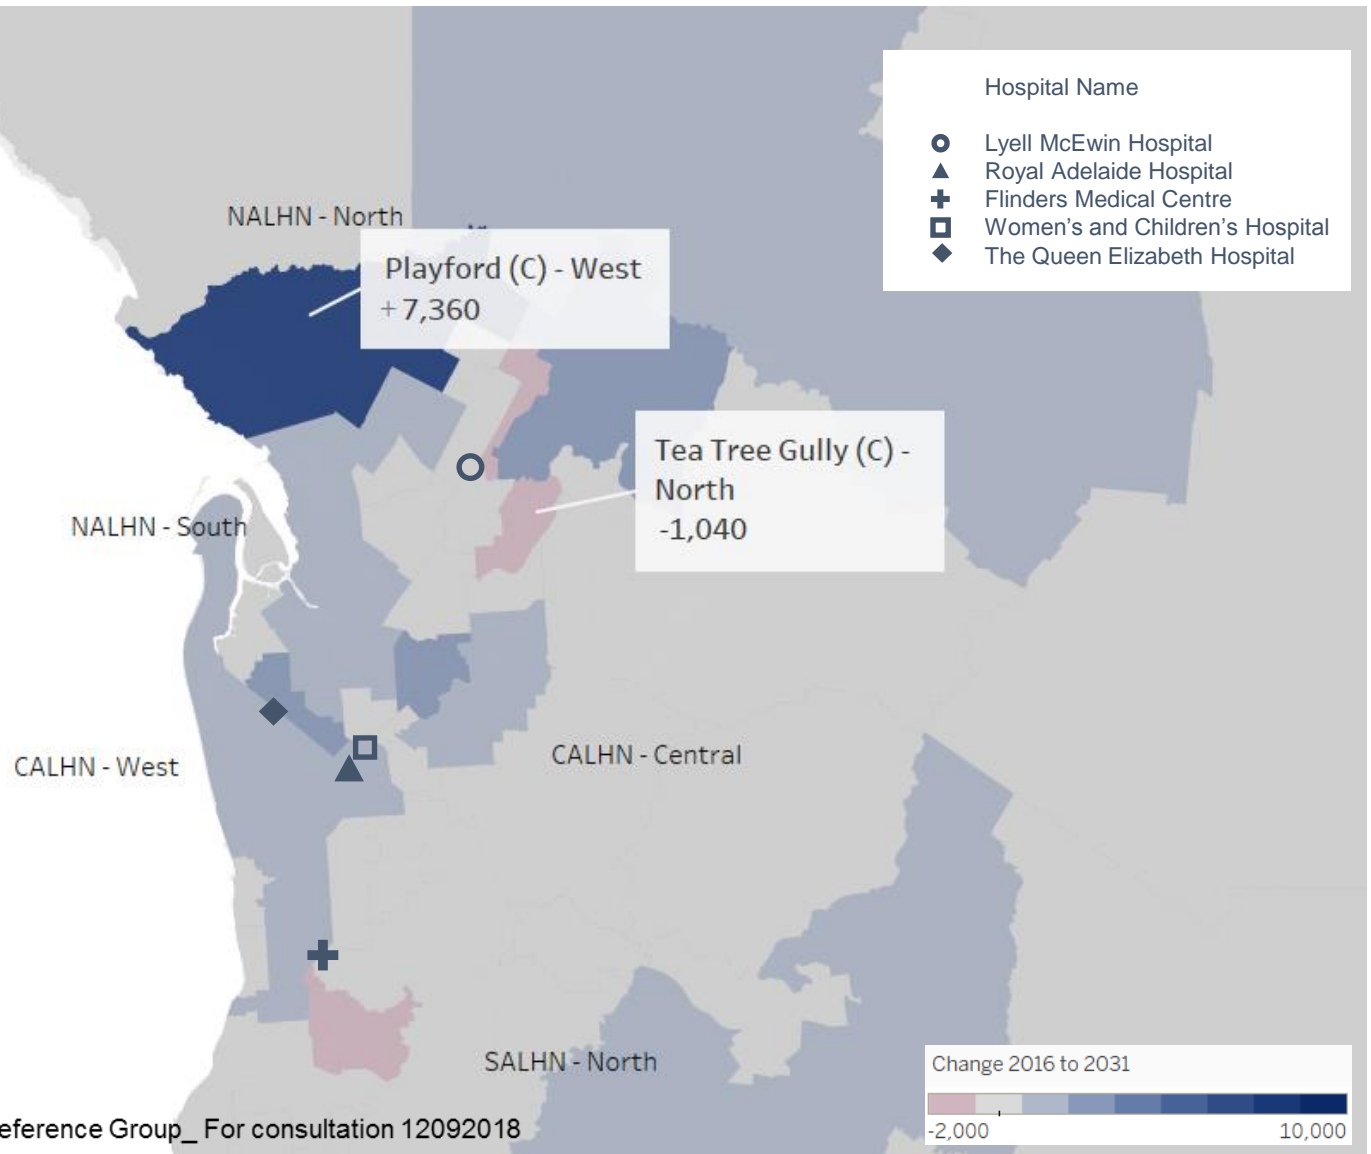 Hospital Name
Lyell McEwin Hospital
Royal Adelaide Hospital
Flinders Medical Centre
Women's and Children's Hospital
The Queen Elizabeth Hospital
NALHN - North
Playford (C) - West
+ 7,360
Tea Tree Gully (C) -
North
-1,040
NALHN - South
CALHN - West
CALHN - Central
SALHN - North
Change 2016 to 2031
-2,000 10,000
eference Group_ For consultation 12092018